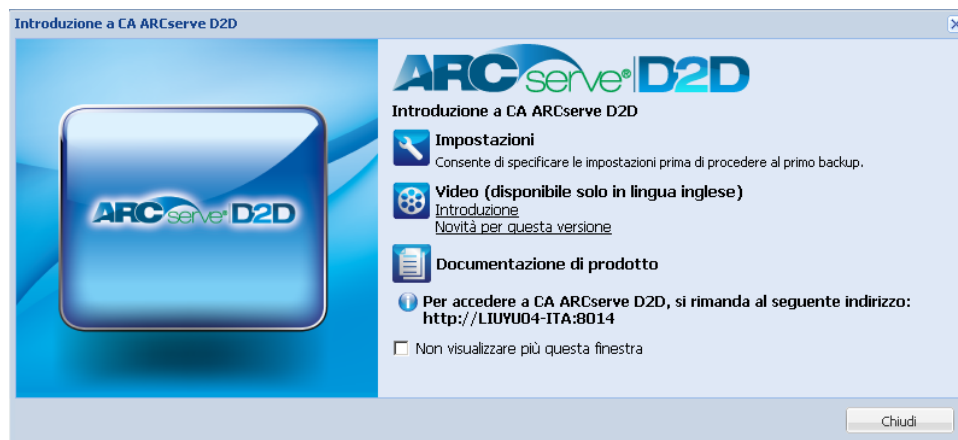 Introduzione a CA ARCserve D2D
ARCserve® D2D
ARCserve® D2D
Introduzione a CA ARCserve D2D
Impostazioni
Consente di specificare le impostazioni prima di procedere al primo backup.
Video (disponibile solo in lingua inglese)
Introduzione
Novità per questa versione
Documentazione di prodotto
Per accedere a CA ARCserve D2D, si rimanda al seguente indirizzo:
http://LIUYU04-ITA:8014
Non visualizzare più questa finestra
Chiudi